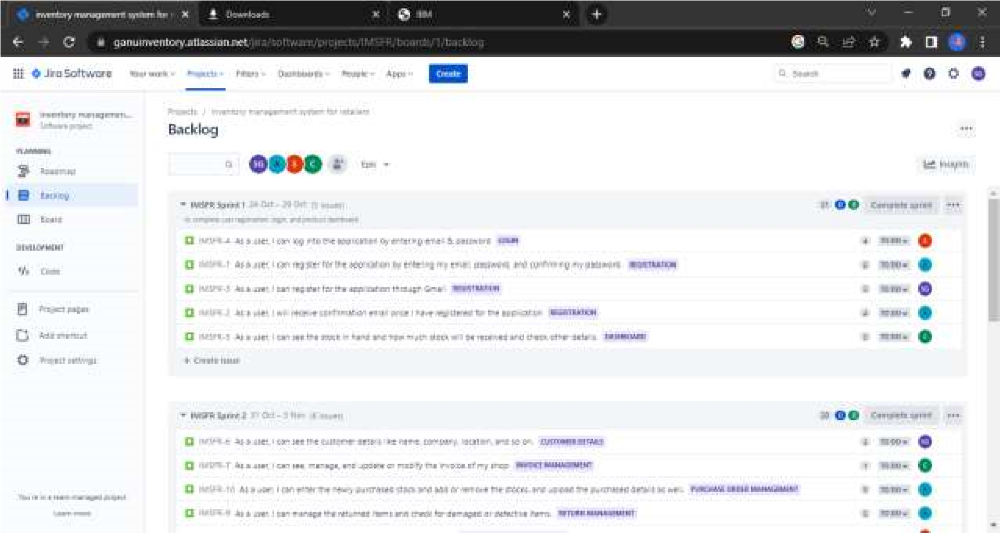 inventory management system for
Downloads
IBM
ganuinventory.atlassian.net/jira/software/projects/IMSFR/boards/1/backlog
Jira Software
Your work
Projects
Filters
Dashboards
People
Apps
Create
Search
inventory managemen...
Software project
PLANNING
Roadmap
Backlog
Board
DEVELOPMENT
Code
Project pages
Add shortcut
Project settings
You're in a team-managed project
Learn more
Projects / inventory management system for retailers
Backlog
SG
Epic
Insights
IMSFR Sprint 1 24 Oct – 29 Oct (5 issues)
Complete sprint
to complete user registration, login, and product dashboard
IMSFR-4 As a user, I can log into the application by entering email & password LOGIN
IMSFR-1 As a user, I can register for the application by entering my email, password, and confirming my password. REGISTRATION
IMSFR-3 As a user, I can register for the application through Gmail REGISTRATION
IMSFR-2 As a user, I will receive confirmation email once I have registered for the application REGISTRATION
IMSFR-5 As a user, I can see the stock in hand and how much stock will be received and check other details. DASHBOARD
+ Create issue
IMSFR Sprint 2 31 Oct – 5 Nov (6 issues)
Complete sprint
IMSFR-6 As a user, I can see the customer details like name, company, location, and so on. CUSTOMER DETAILS
IMSFR-7 As a user, I can see, manage, and update or modify the invoice of my shop INVOICE MANAGEMENT
IMSFR-10 As a user, I can enter the newly purchased stock and add or remove the stocks, and upload the purchased details as well. PURCHASE ORDER MANAGEMENT
As a user, I can manage the returned items and check for damaged or defective items. RETURN MANAGEMENT